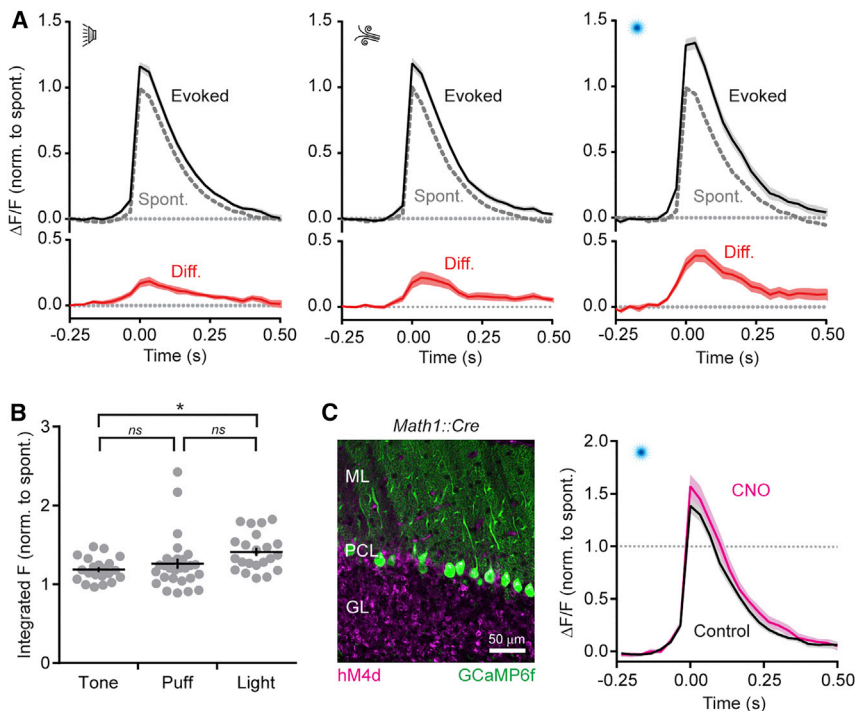 A
ΔF/F (norm. to spont.)
1.5
1.0
0.5
0.0
Evoked
Spont.
0.5
0.0
Diff.
-0.25 0.00 0.25 0.50
Time (s)
1.5
1.0
0.5
0.0
Evoked
Spont.
0.5
0.0
Diff.
-0.25 0.00 0.25 0.50
Time (s)
1.5
1.0
0.5
0.0
Evoked
Spont.
0.5
0.0
Diff.
-0.25 0.00 0.25 0.50
Time (s)
B
Integrated F (norm. to spont.)
3
2
1
0
*
ns ns
Tone Puff Light
C
Math1::Cre
ML
PCL
GL
50 μm
hM4d GCaMP6f
ΔF/F (norm. to spont.)
2.0
1.5
1.0
0.5
0.0
CNO
Control
-0.25 0.00 0.25 0.50
Time (s)